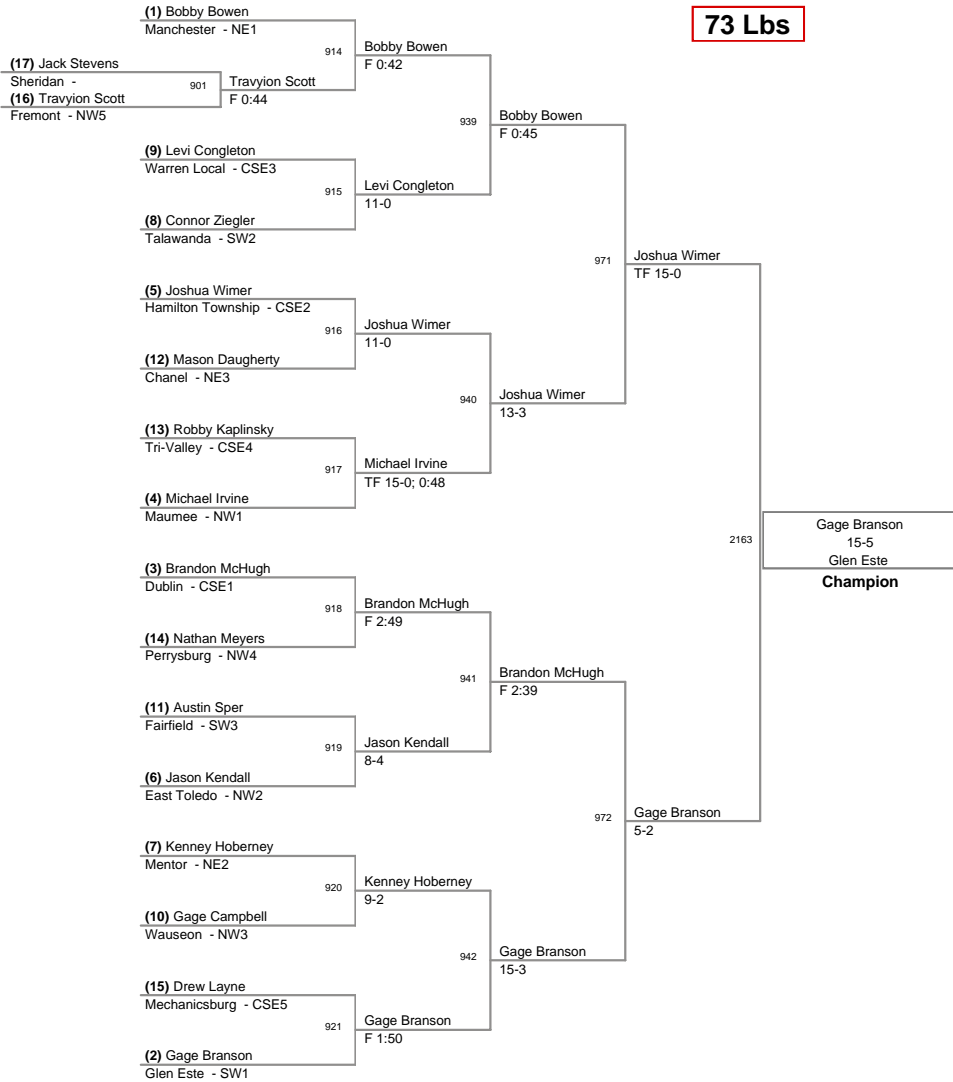 73 Lbs
(1) Bobby Bowen
Manchester - NE1
914
Bobby Bowen
F 0:42
(17) Jack Stevens
Sheridan -
901
(16) Travyion Scott
Fremont - NW5
Travyion Scott
F 0:44
939
Bobby Bowen
F 0:45
(9) Levi Congleton
Warren Local - CSE3
915
Levi Congleton
11-0
(8) Connor Ziegler
Talawanda - SW2
971
Joshua Wimer
TF 15-0
(5) Joshua Wimer
Hamilton Township - CSE2
916
Joshua Wimer
11-0
(12) Mason Daugherty
Chanel - NE3
940
Joshua Wimer
13-3
(13) Robby Kaplinsky
Tri-Valley - CSE4
917
Michael Irvine
TF 15-0; 0:48
(4) Michael Irvine
Maumee - NW1
2163
Gage Branson
15-5
Glen Este
Champion
(3) Brandon McHugh
Dublin - CSE1
918
Brandon McHugh
F 2:49
(14) Nathan Meyers
Perrysburg - NW4
941
Brandon McHugh
F 2:39
(11) Austin Sper
Fairfield - SW3
919
Jason Kendall
8-4
(6) Jason Kendall
East Toledo - NW2
972
Gage Branson
5-2
(7) Kenney Hoberney
Mentor - NE2
920
Kenney Hoberney
9-2
(10) Gage Campbell
Wauseon - NW3
942
Gage Branson
15-3
(15) Drew Layne
Mechanicsburg - CSE5
921
Gage Branson
F 1:50
(2) Gage Branson
Glen Este - SW1